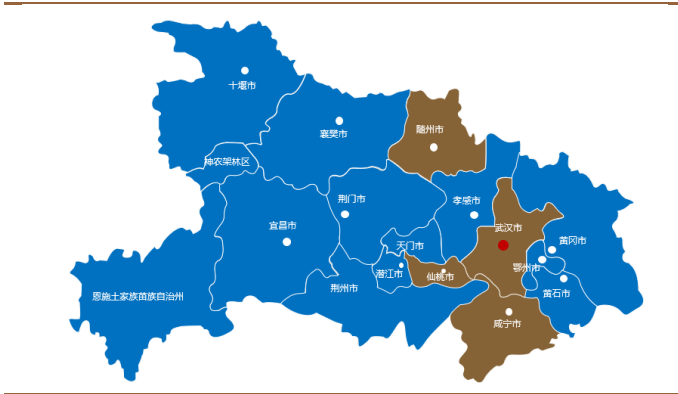 十堰市
随州市
襄樊市
神农架林区
荆门市
孝感市
宜昌市
武汉市
黄冈市
天门市
鄂州市
潜江市
仙桃市
荆州市
黄石市
恩施土家族苗族自治州
咸宁市